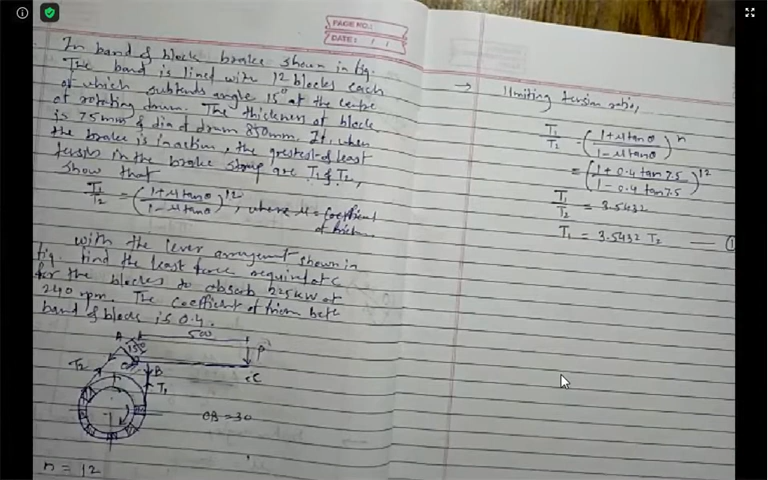 PAGE NO.:
DATE: / /
In band & block brake shown in fig.
The band is lined with 12 blocks each
of which subtends angle 15° at the centre
of rotating drum. The thickness of block
is 75mm & dia of drum 850mm. If, when
the brake is in action, the greatest & least
tension in the brake strap are T1 & T2,
show that
T1/T2 = ((1+μtanθ)/(1-μtanθ))^12, where μ = coefficient
of friction
with the lever arrangement shown in
fig. find the least force required at c
for the blocks to absorb 225kW at
240 rpm. The coefficient of friction betn
band & blocks is 0.4.
A
500
150
P
T2
O
B
C
T1
OB = 30
n = 12
→ limiting tension ratio,
T1/T2 = ((1+μtanθ)/(1-μtanθ))^n
= ((1+0.4 tan 7.5)/(1-0.4 tan 7.5))^12
T1/T2 = 3.5432
T1 = 3.5432 T2 — ①